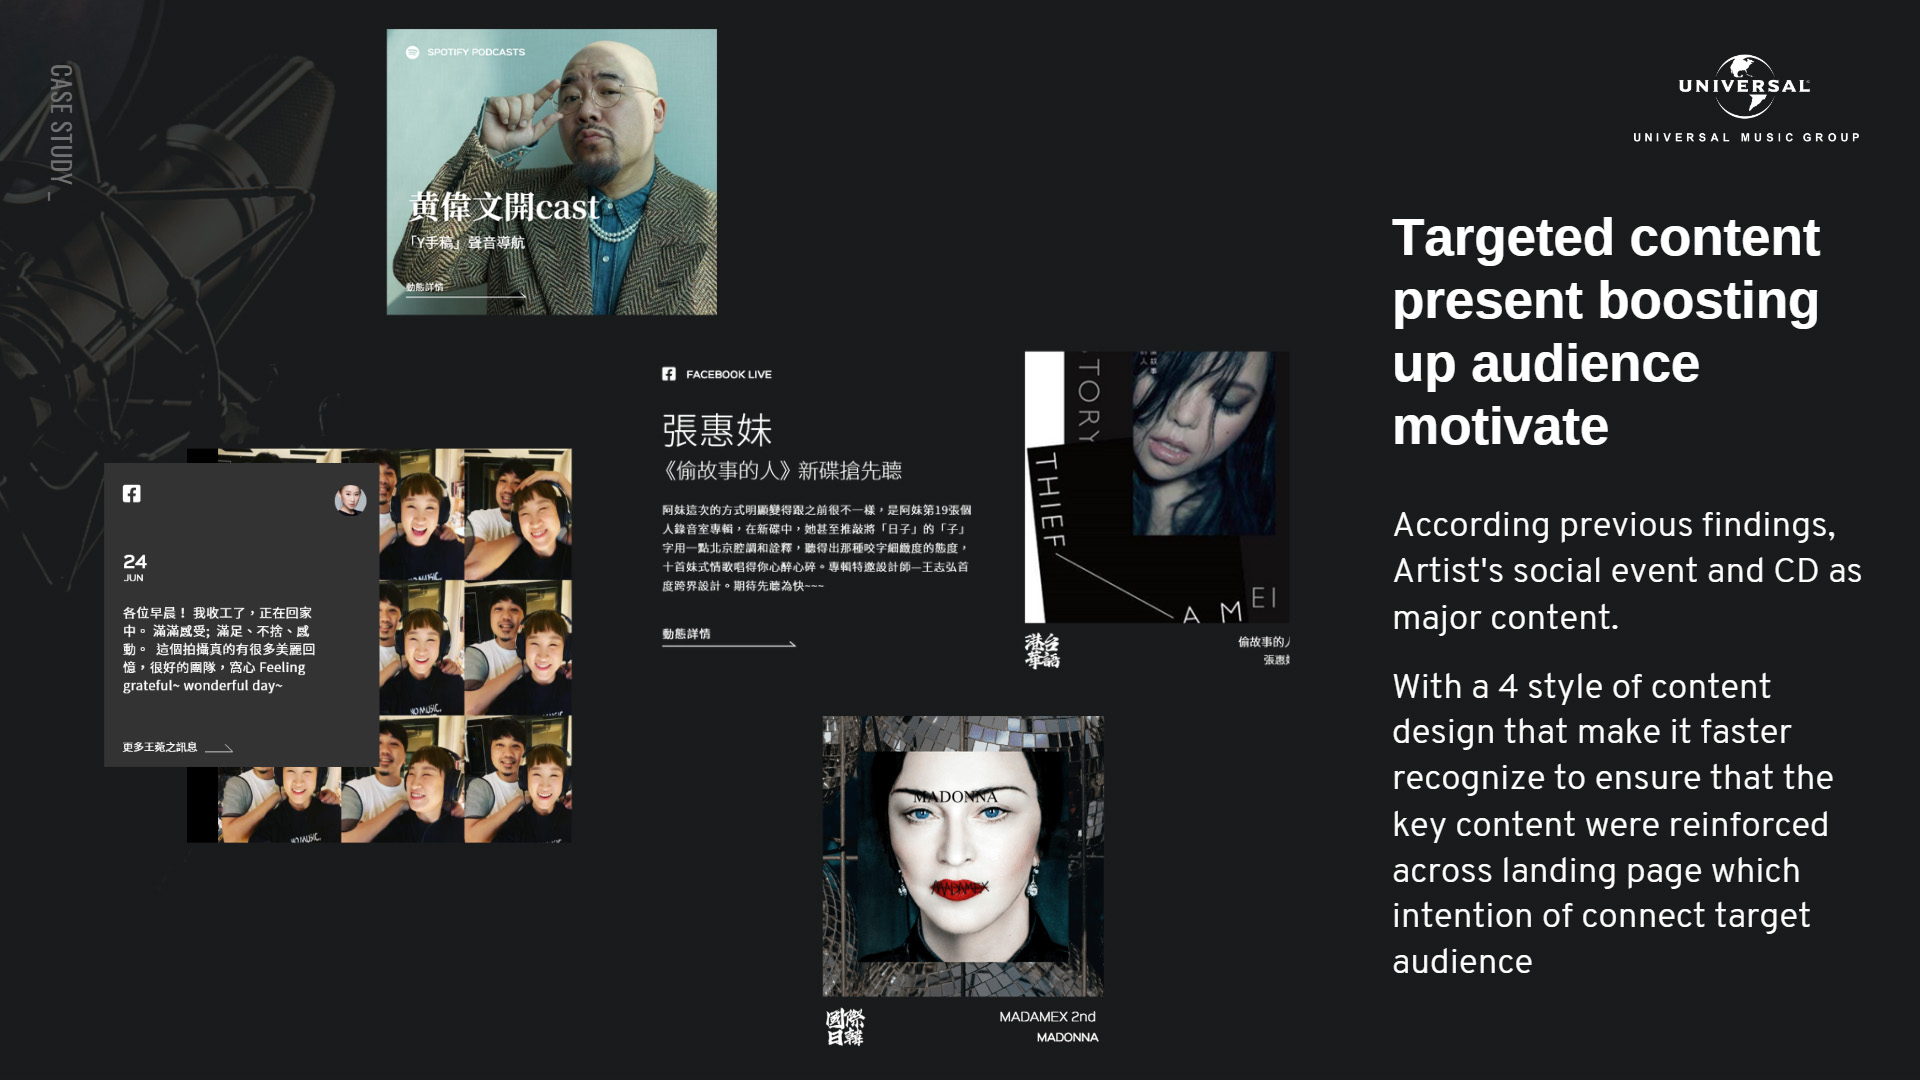 CASE STUDY –
SPOTIFY PODCASTS
黄偉文開cast
「Y手稿」聲音導航
動態詳情
UNIVERSAL
UNIVERSAL MUSIC GROUP
Targeted content
present boosting
up audience
motivate
According previous findings,
Artist's social event and CD as
major content.
With a 4 style of content
design that make it faster
recognize to ensure that the
key content were reinforced
across landing page which
intention of connect target
audience
FACEBOOK LIVE
張惠妹
《偷故事的人》新碟搶先聽
阿妹這次的方式明顯變得跟之前很不一樣，是阿妹第19張個
人錄音室專輯，在新碟中，她甚至推敲將「日子」的「子」
字用一點北京腔調和詮釋，聽得出那種咬字細緻度的態度，
十首妹式情歌唱得你心醉心碎。專輯特邀設計師—王志弘首
度跨界設計。期待先聽為快~~~
動態詳情
STORY
THIEF
A M EI
港台
華語
偷故事的人
張惠妹
24
JUN
各位早晨！ 我收工了，正在回家
中。 滿滿感受; 滿足、不捨、感
動。 這個拍攝真的有很多美麗回
憶，很好的團隊，窩心 Feeling
grateful~ wonderful day~
更多王菀之訊息
NO MUSIC,
NO MUSIC,
MADONNA
MADAMEX
國際
日韓
MADAMEX 2nd
MADONNA